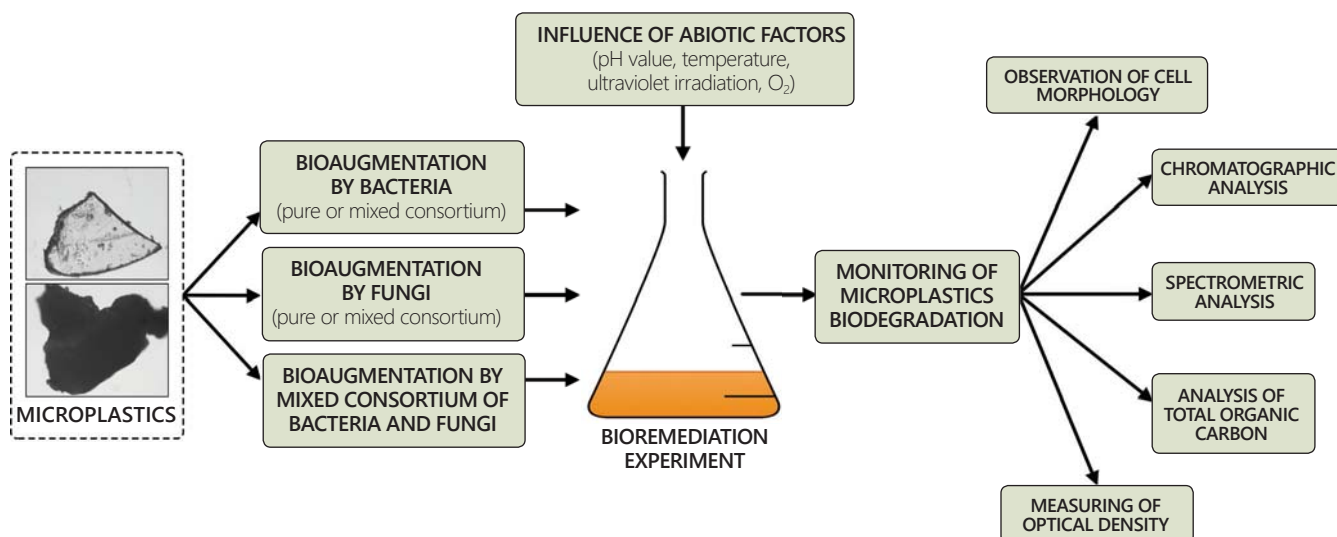 INFLUENCE OF ABIOTIC FACTORS
(pH value, temperature,
ultraviolet irradiation, O₂)
MICROPLASTICS
BIOAUGMENTATION
BY BACTERIA
(pure or mixed consortium)
BIOAUGMENTATION
BY FUNGI
(pure or mixed consortium)
BIOAUGMENTATION BY
MIXED CONSORTIUM OF
BACTERIA AND FUNGI
BIOREMEDIATION
EXPERIMENT
MONITORING OF
MICROPLASTICS
BIODEGRADATION
OBSERVATION OF CELL
MORPHOLOGY
CHROMATOGRAPHIC
ANALYSIS
SPECTROMETRIC
ANALYSIS
ANALYSIS OF
TOTAL ORGANIC
CARBON
MEASURING OF
OPTICAL DENSITY